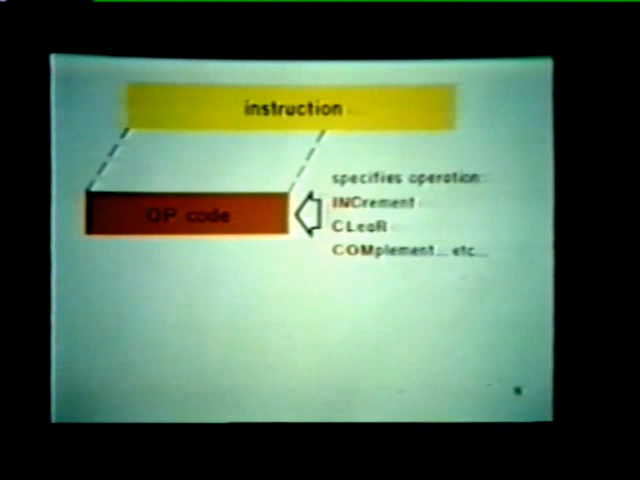 instruction
OP code
specifies operation:
INCrement
CLeaR
COMplement... etc...